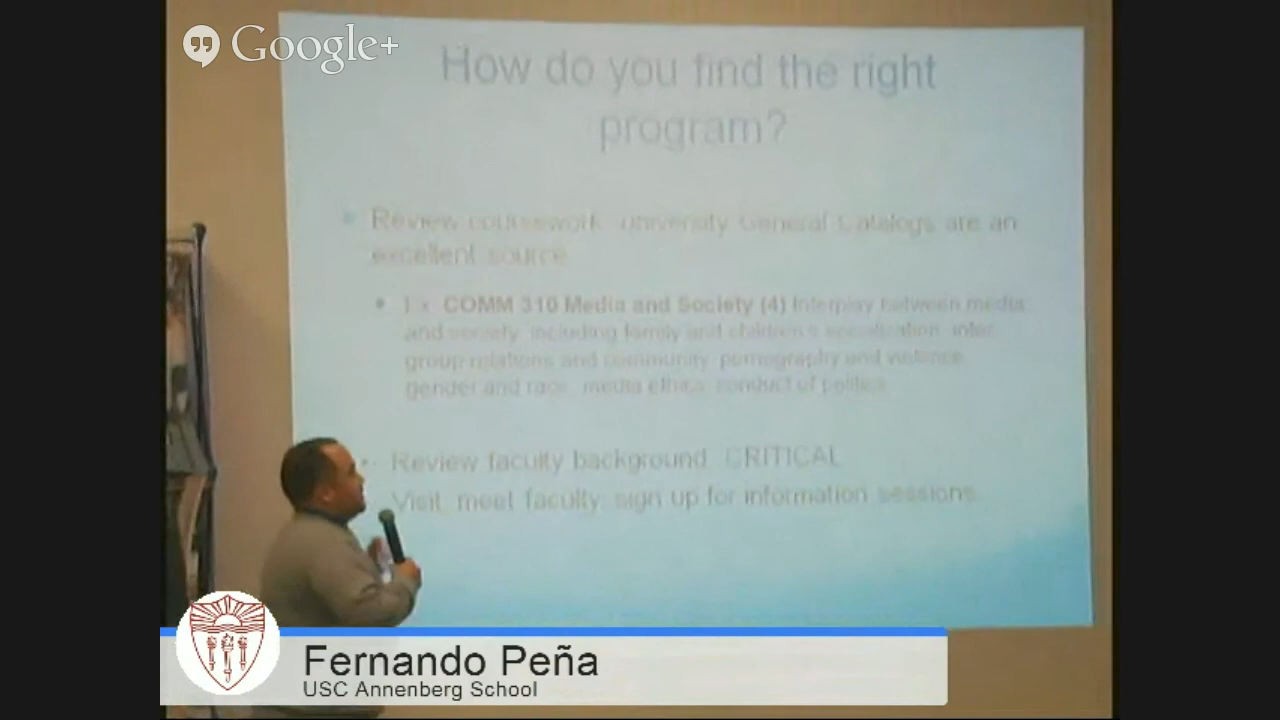 Google+
How do you find the right
program?
Review coursework university General Catalogs are an
excellent source
Ex COMM 310 Media and Society (4) Interplay between media
and society including family and children's socialization inter
group relations and community pornography and violence
gender and race media ethics conduct of politics
Review faculty background CRITICAL
Visit meet faculty, sign up for information sessions
Fernando Peña
USC Annenberg School